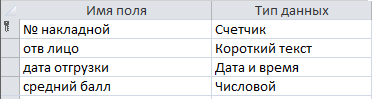 Имя поля Тип данных
№ накладной Счетчик
отв лицо Короткий текст
дата отгрузки Дата и время
средний балл Числовой